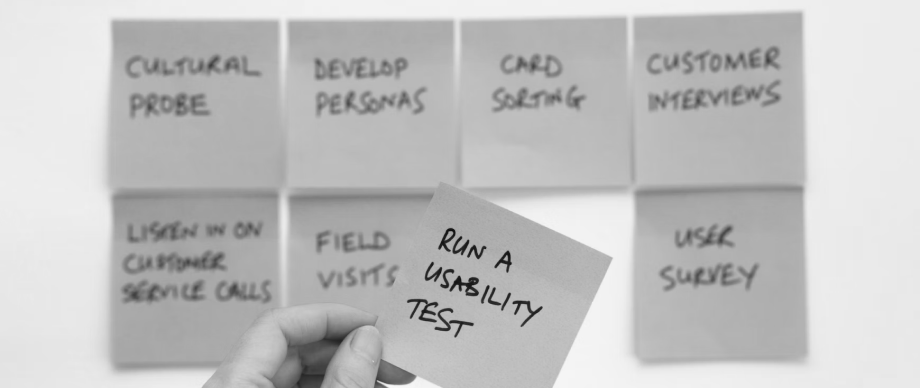 CULTURAL
PROBE
DEVELOP
PERSONAS
CARD
SORTING
CUSTOMER
INTERVIEWS
LISTEN IN ON
CUSTOMER
SERVICE CALLS
FIELD
VISITS
RUN A
USABILITY
TEST
USER
SURVEY